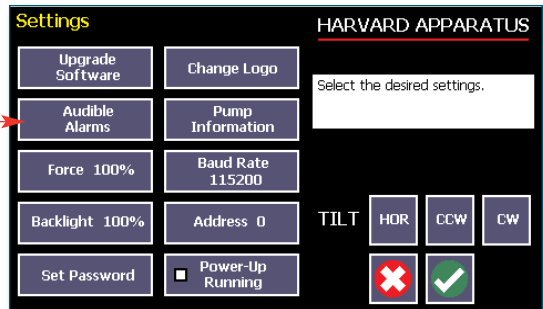 Settings
HARVARD APPARATUS
Upgrade
Software
Change Logo
Select the desired settings.
Audible
Alarms
Pump
Information
Force 100%
Baud Rate
115200
Backlight 100%
Address 0
TILT
HOR
CCW
CW
Set Password
Power-Up
Running